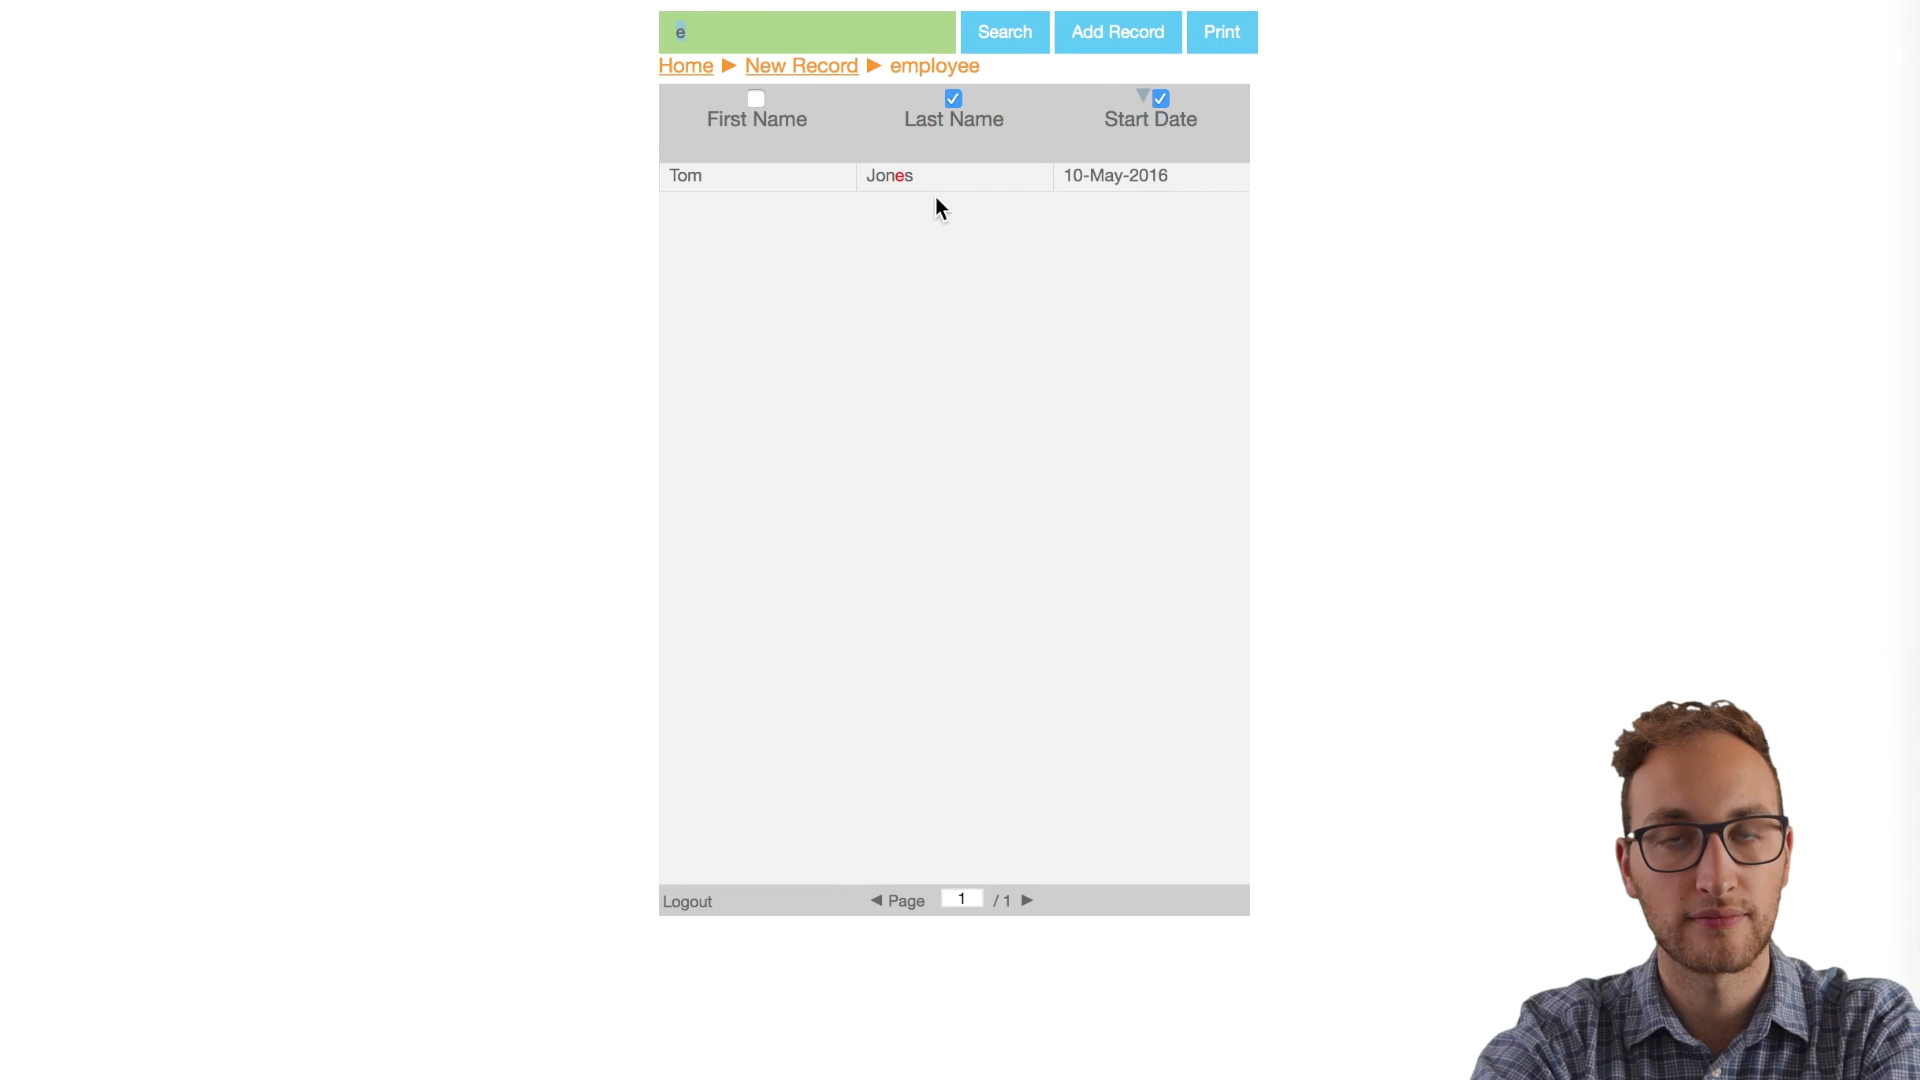 e Search Add Record Print
Home ▶ New Record ▶ employee
First Name Last Name Start Date
Tom Jones 10-May-2016
Logout ◀ Page 1 / 1 ▶